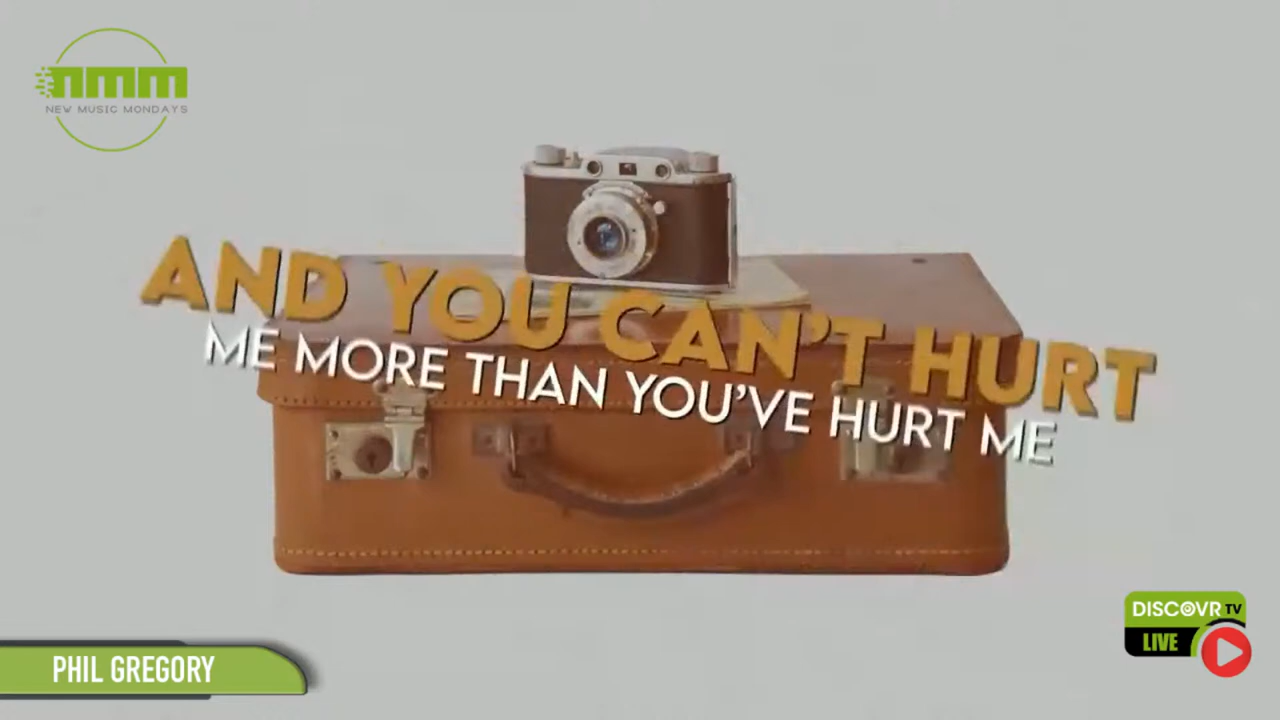 nmm
NEW MUSIC MONDAYS
AND YOU CAN'T HURT
ME MORE THAN YOU'VE HURT ME
DISCOVR TV
LIVE
PHIL GREGORY